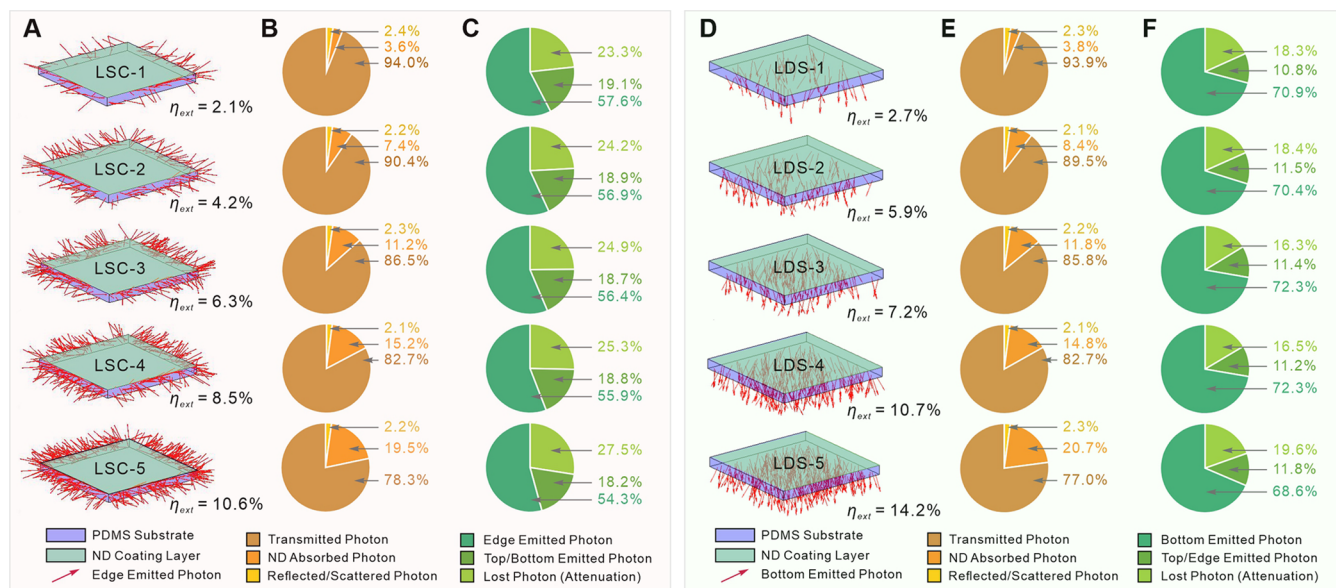 A
B
C
LSC-1
ηext = 2.1%
2.4%
3.6%
94.0%
23.3%
19.1%
57.6%
LSC-2
ηext = 4.2%
2.2%
7.4%
90.4%
24.2%
18.9%
56.9%
LSC-3
ηext = 6.3%
2.3%
11.2%
86.5%
24.9%
18.7%
56.4%
LSC-4
ηext = 8.5%
2.1%
15.2%
82.7%
25.3%
18.8%
55.9%
LSC-5
ηext = 10.6%
2.2%
19.5%
78.3%
27.5%
18.2%
54.3%
PDMS Substrate
ND Coating Layer
Edge Emitted Photon
Transmitted Photon
ND Absorbed Photon
Reflected/Scattered Photon
Edge Emitted Photon
Top/Bottom Emitted Photon
Lost Photon (Attenuation)
D
E
F
LDS-1
ηext = 2.7%
2.3%
3.8%
93.9%
18.3%
10.8%
70.9%
LDS-2
ηext = 5.9%
2.1%
8.4%
89.5%
18.4%
11.5%
70.4%
LDS-3
ηext = 7.2%
2.2%
11.8%
85.8%
16.3%
11.4%
72.3%
LDS-4
ηext = 10.7%
2.1%
14.8%
82.7%
16.5%
11.2%
72.3%
LDS-5
ηext = 14.2%
2.3%
20.7%
77.0%
19.6%
11.8%
68.6%
PDMS Substrate
ND Coating Layer
Bottom Emitted Photon
Transmitted Photon
ND Absorbed Photon
Reflected/Scattered Photon
Bottom Emitted Photon
Top/Edge Emitted Photon
Lost Photon (Attenuation)